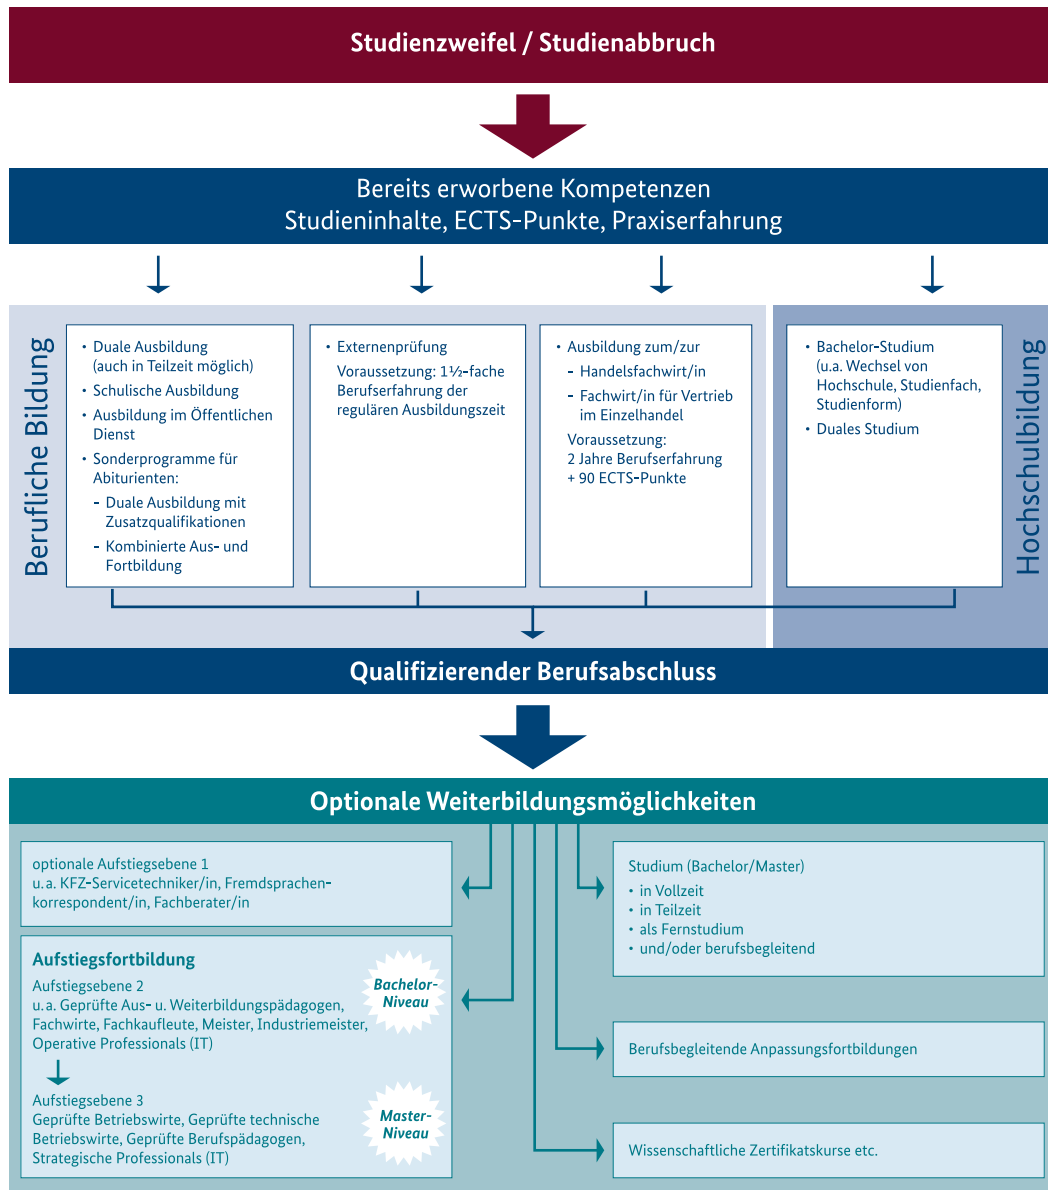 Studienzweifel / Studienabbruch
Bereits erworbene Kompetenzen
Studieninhalte, ECTS-Punkte, Praxiserfahrung
Berufliche Bildung
• Duale Ausbildung
(auch in Teilzeit möglich)
• Schulische Ausbildung
• Ausbildung im Öffentlichen
Dienst
• Sonderprogramme für
Abiturienten:
– Duale Ausbildung mit
Zusatzqualifikationen
– Kombinierte Aus- und
Fortbildung
• Externenprüfung
Voraussetzung: 1½-fache
Berufserfahrung der
regulären Ausbildungszeit
• Ausbildung zum/zur
– Handelsfachwirt/in
– Fachwirt/in für Vertrieb
im Einzelhandel
Voraussetzung:
2 Jahre Berufserfahrung
+ 90 ECTS-Punkte
• Bachelor-Studium
(u.a. Wechsel von
Hochschule, Studienfach,
Studienform)
• Duales Studium
Hochschulbildung
Qualifizierender Berufsabschluss
Optionale Weiterbildungsmöglichkeiten
optionale Aufstiegsebene 1
u.a. KFZ-Servicetechniker/in, Fremdsprachen-
korrespondent/in, Fachberater/in
Aufstiegsfortbildung
Aufstiegsebene 2
u.a. Geprüfte Aus- u. Weiterbildungspädagogen,
Fachwirte, Fachkaufleute, Meister, Industriemeister,
Operative Professionals (IT)
Bachelor-
Niveau
Aufstiegsebene 3
Geprüfte Betriebswirte, Geprüfte technische
Betriebswirte, Geprüfte Berufspädagogen,
Strategische Professionals (IT)
Master-
Niveau
Studium (Bachelor/Master)
• in Vollzeit
• in Teilzeit
• als Fernstudium
• und/oder berufsbegleitend
Berufsbegleitende Anpassungsfortbildungen
Wissenschaftliche Zertifikatskurse etc.